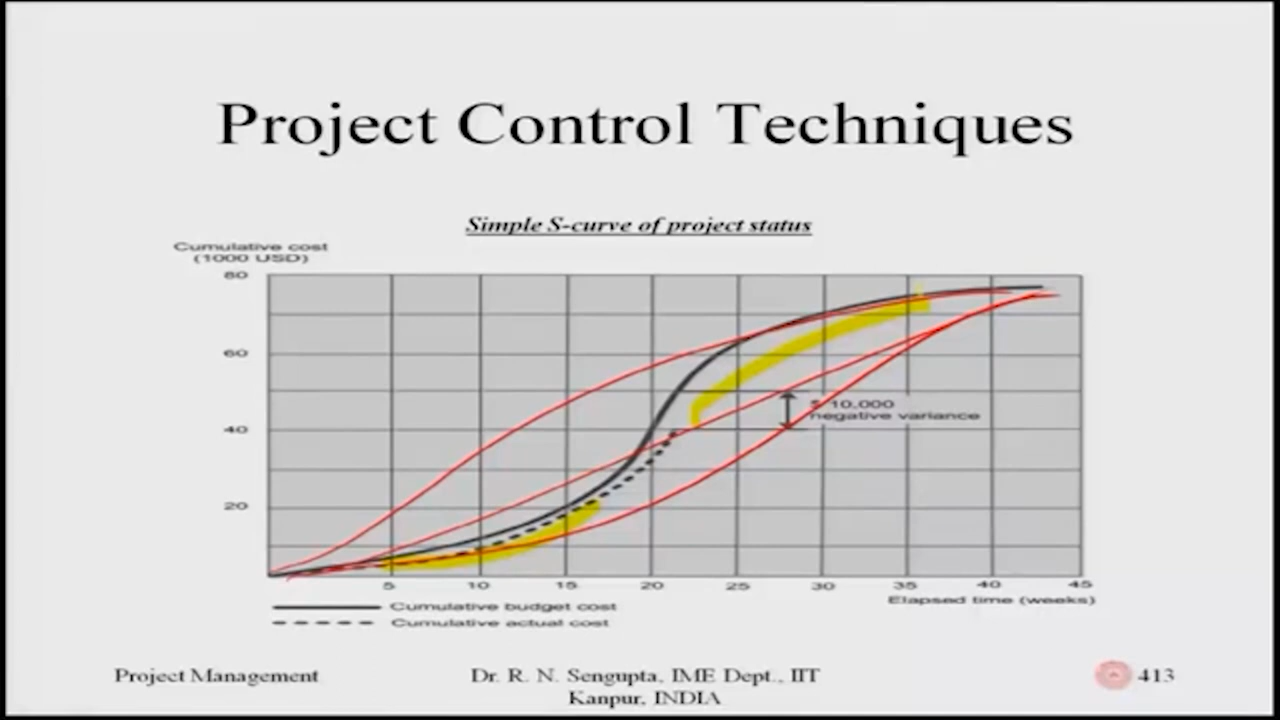 Project Control Techniques
Simple S-curve of project status
Cumulative cost
(1000 USD)
80
60
40
20
$ 10,000
negative variance
5 10 15 20 25 30 35 40 45
Elapsed time (weeks)
Cumulative budget cost
Cumulative actual cost
Project Management
Dr. R. N. Sengupta, IME Dept., IIT
Kanpur, INDIA
413